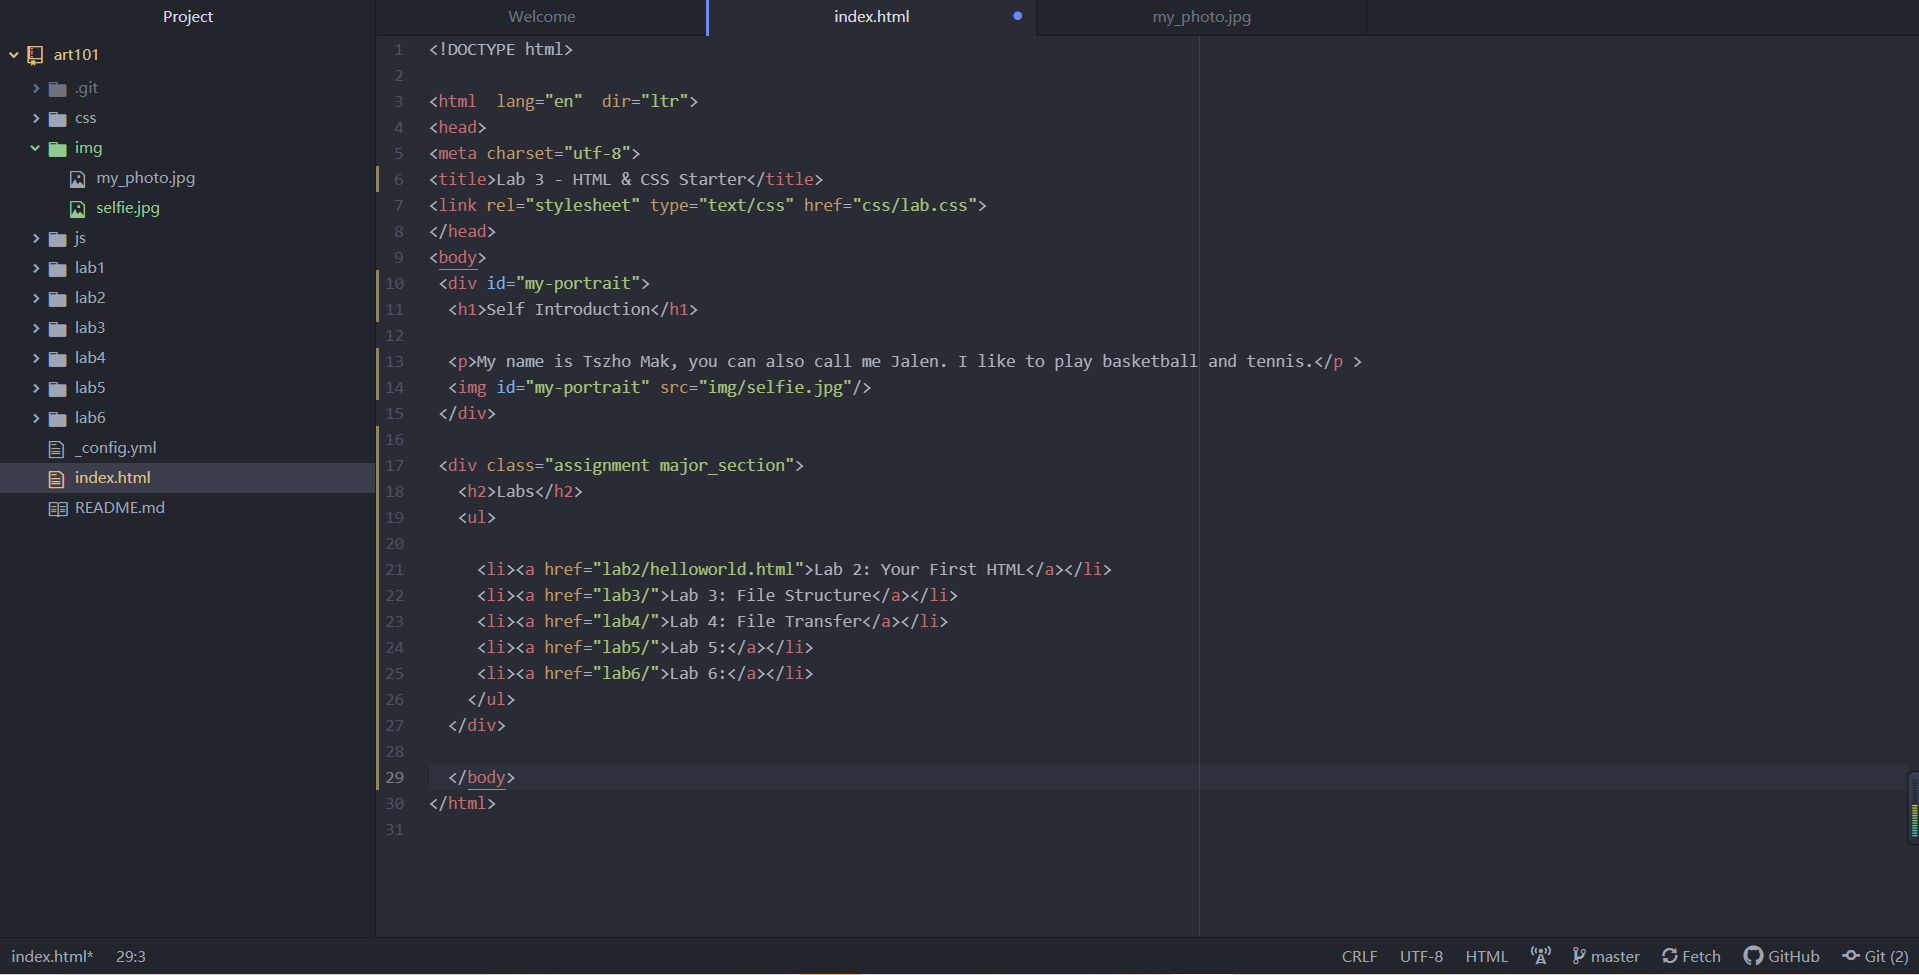 Project
Welcome
index.html
my_photo.jpg
art101
.git
css
img
my_photo.jpg
selfie.jpg
js
lab1
lab2
lab3
lab4
lab5
lab6
_config.yml
index.html
README.md
1 <!DOCTYPE html>
2
3 <html  lang="en"  dir="ltr">
4 <head>
5 <meta charset="utf-8">
6 <title>Lab 3 - HTML & CSS Starter</title>
7 <link rel="stylesheet" type="text/css" href="css/lab.css">
8 </head>
9 <body>
10  <div id="my-portrait">
11   <h1>Self Introduction</h1>
12
13   <p>My name is Tszho Mak, you can also call me Jalen. I like to play basketball and tennis.</p >
14   <img id="my-portrait" src="img/selfie.jpg"/>
15  </div>
16
17  <div class="assignment major_section">
18    <h2>Labs</h2>
19    <ul>
20
21      <li><a href="lab2/helloworld.html">Lab 2: Your First HTML</a></li>
22      <li><a href="lab3/">Lab 3: File Structure</a></li>
23      <li><a href="lab4/">Lab 4: File Transfer</a></li>
24      <li><a href="lab5/">Lab 5:</a></li>
25      <li><a href="lab6/">Lab 6:</a></li>
26     </ul>
27   </div>
28
29   </body>
30 </html>
31
index.html* 29:3 CRLF UTF-8 HTML master Fetch GitHub Git (2)